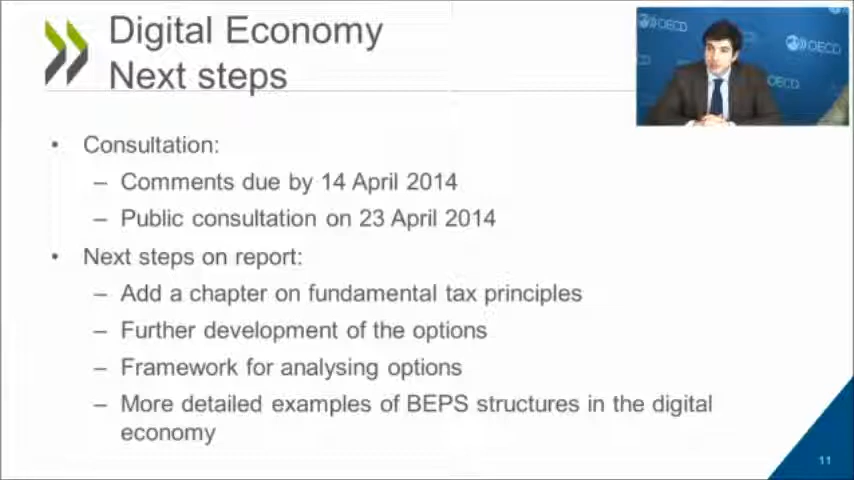 Digital Economy
Next steps
OECD
OECD
OECD
• Consultation:
– Comments due by 14 April 2014
– Public consultation on 23 April 2014
• Next steps on report:
– Add a chapter on fundamental tax principles
– Further development of the options
– Framework for analysing options
– More detailed examples of BEPS structures in the digital
economy
11